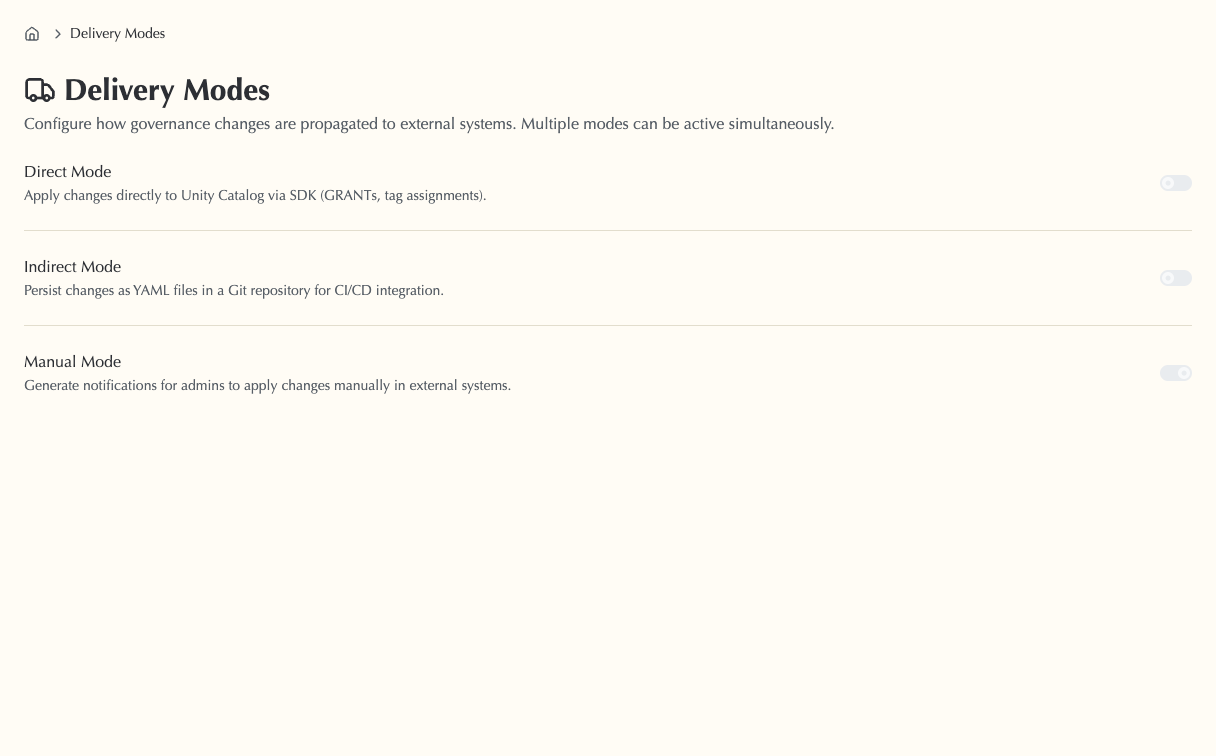 Delivery Modes
Delivery Modes
Configure how governance changes are propagated to external systems. Multiple modes can be active simultaneously.
Direct Mode
Apply changes directly to Unity Catalog via SDK (GRANTs, tag assignments).
Indirect Mode
Persist changes as YAML files in a Git repository for CI/CD integration.
Manual Mode
Generate notifications for admins to apply changes manually in external systems.